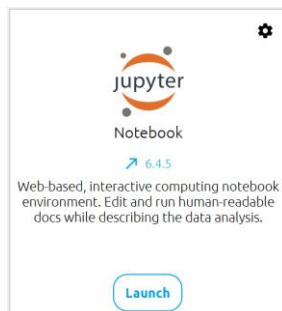 jupyter
Notebook
6.4.5
Web-based, interactive computing notebook
environment. Edit and run human-readable
docs while describing the data analysis.
Launch